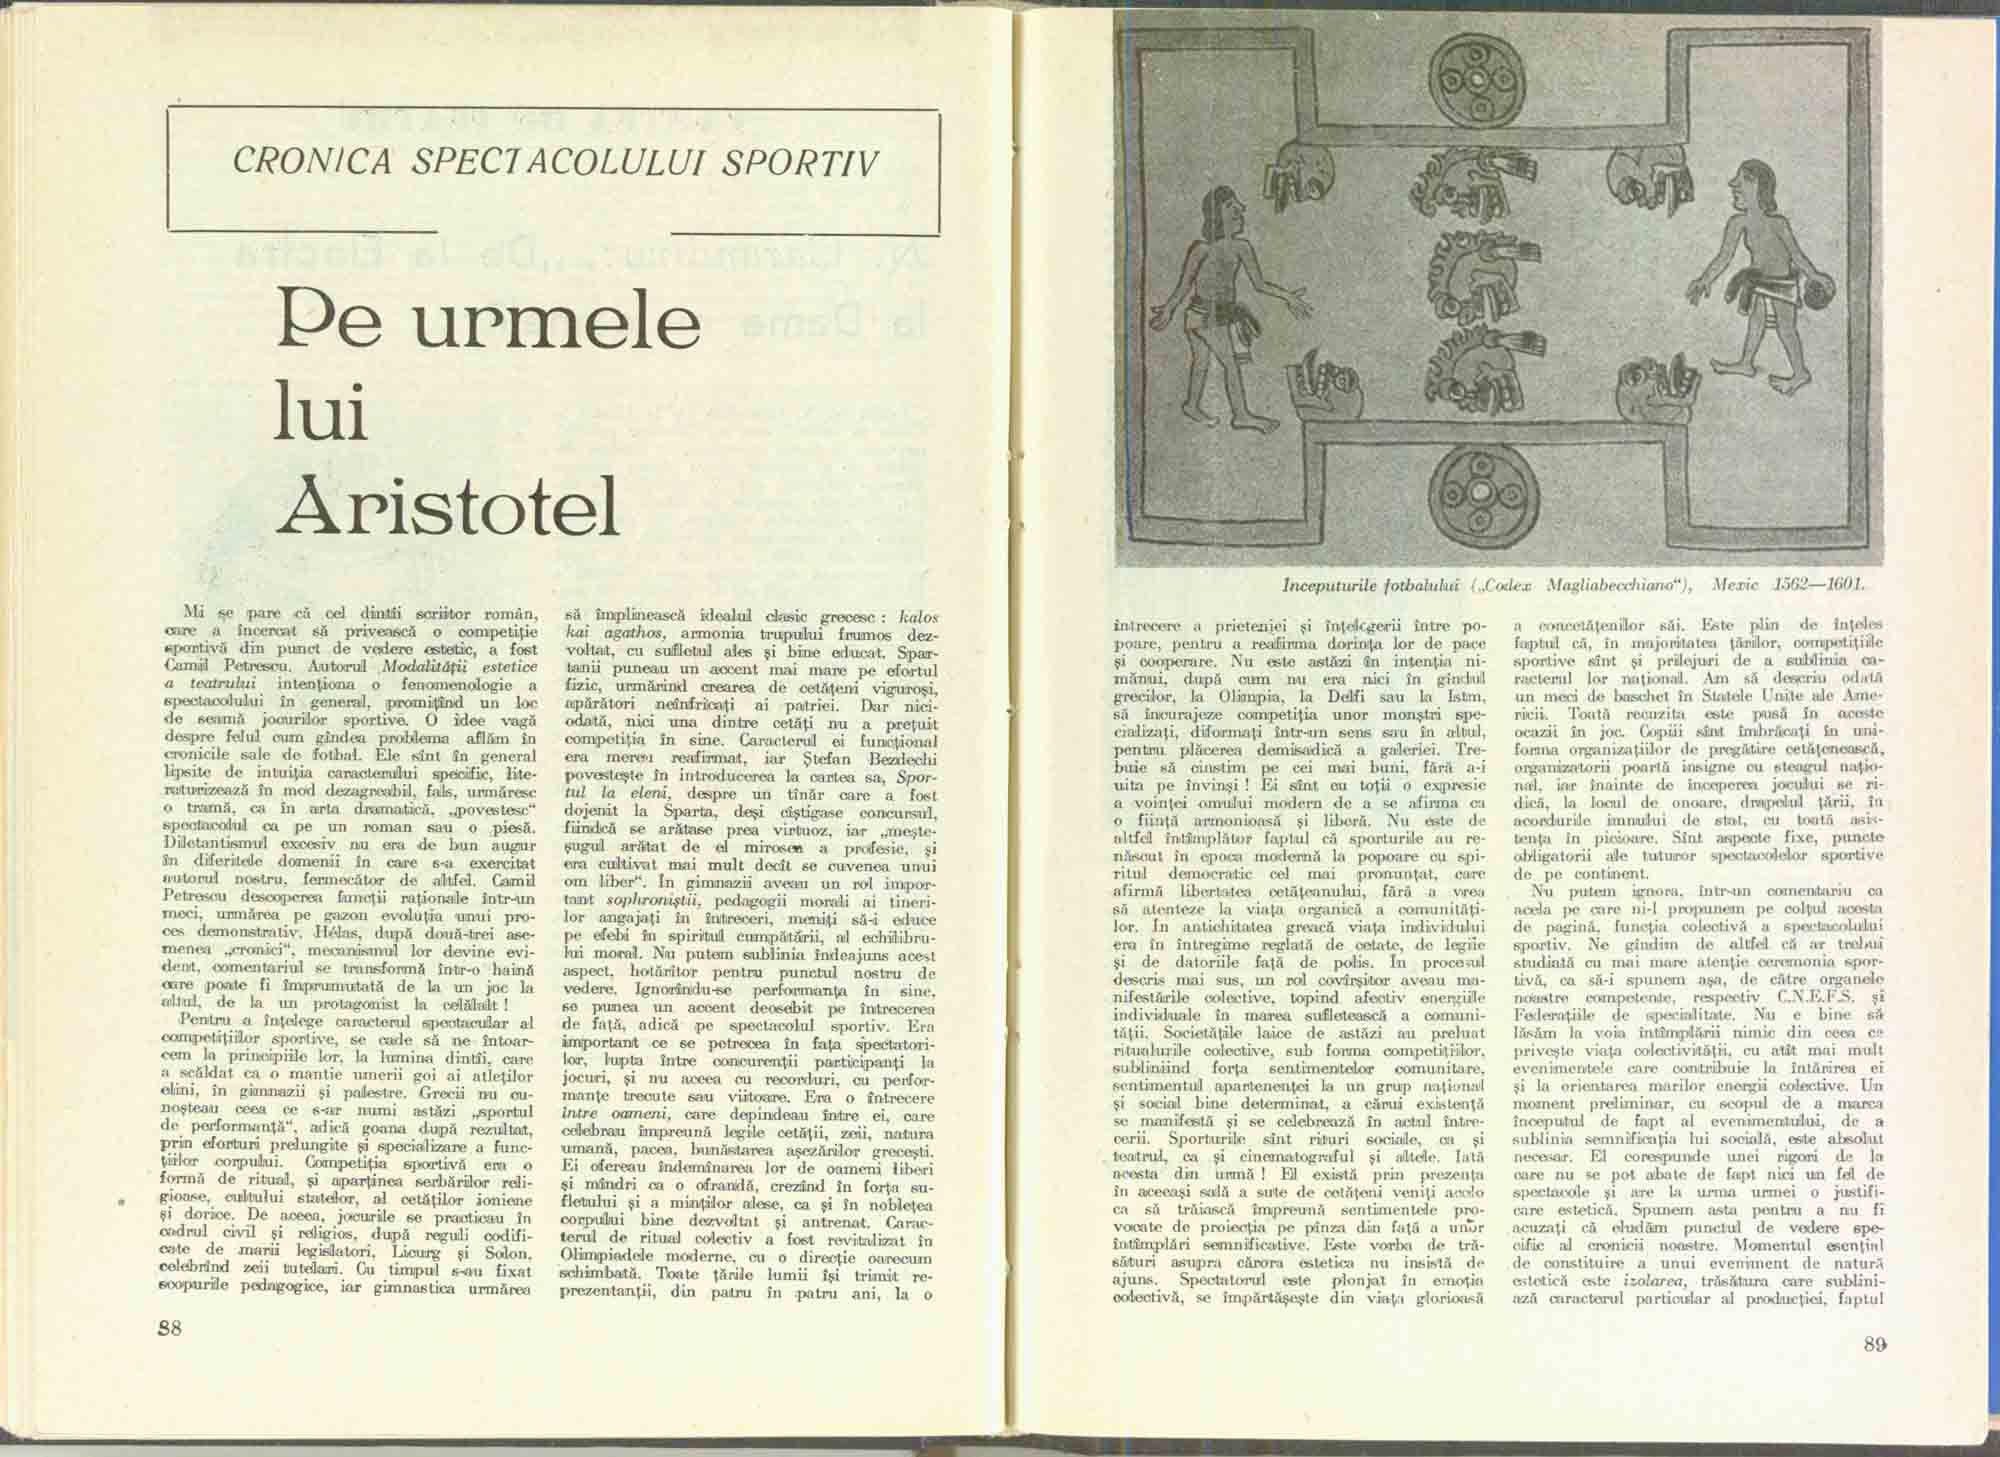 CRONICA SPECTACOLULUI SPORTIV
Pe urmele
lui
Aristotel
Mi se pare că cel dintîi scriitor român,
care a încercat să privească o competiție
sportivă din punct de vedere estetic, a fost
Camil Petrescu. Autorul Modalității estetice
a teatrului intenționa o fenomenologie a
spectacolului în general, promițînd un loc
de seamă jocurilor sportive. O idee vagă
despre felul cum gîndea problema aflăm în
cronicile sale de fotbal. Ele sînt în general
lipsite de intuiția caracterului specific, lite-
raturizează în mod dezagreabil, fals, urmăresc
o tramă, ca în arta dramatică, „povestesc“
spectacolul ca pe un roman sau o piesă.
Diletantismul excesiv nu era de bun augur
în diferitele domenii în care s-a exercitat
autorul nostru, fermecător de altfel. Camil
Petrescu descoperea funcții raționale într-un
meci, urmărea pe gazon evoluția unui pro-
ces demonstrativ. Hélas, după două-trei ase-
menea „cronici“, mecanismul lor devine evi-
dent, comentariul se transformă într-o haină
care poate fi împrumutată de la un joc la
altul, de la un protagonist la celălalt !
Pentru a înțelege caracterul spectacular al
competițiilor sportive, se cade să ne întoar-
cem la principiile lor, la lumina dintîi, care
a scăldat ca o mantie umerii goi ai atleților
elini, în gimnazii și palestre. Grecii nu cu-
noșteau ceea ce s-ar numi astăzi „sportul
de performanță“, adică goana după rezultat,
prin eforturi prelungite și specializare a func-
țiilor corpului. Competiția sportivă era o
formă de ritual, și aparținea serbărilor reli-
gioase, cultului statelor, al cetăților ioniene
și dorice. De aceea, jocurile se practicau în
cadrul civil și religios, după reguli codifi-
cate de marii legislatori, Licurg și Solon,
celebrînd zeii tutelari. Cu timpul s-au fixat
scopurile pedagogice, iar gimnastica urmărea
să împlinească idealul clasic grecesc : kalos
kai agathos, armonia trupului frumos dez-
voltat, cu sufletul ales și bine educat. Spar-
tanii puneau un accent mai mare pe efortul
fizic, urmărind crearea de cetățeni viguroși,
apărători neînfricați ai patriei. Dar nici-
odată, nici una dintre cetăți nu a prețuit
competiția în sine. Caracterul ei funcțional
era mereu reafirmat, iar Ștefan Bezdechi
povestește în introducerea la cartea sa, Spor-
tul la eleni, despre un tînăr care a fost
dojenit la Sparta, deși cîștigase concursul,
fiindcă se arătase prea virtuoz, iar „mește-
șugul arătat de el mirosea a profesie, și
era cultivat mai mult decît se cuvenea unui
om liber“. In gimnazii aveau un rol impor-
tant sophroniștii, pedagogii morali ai tineri-
lor angajați în întreceri, meniți să-i educe
pe efebi în spiritul cumpătării, al echilibru-
lui moral. Nu putem sublinia îndeajuns acest
aspect, hotărîtor pentru punctul nostru de
vedere. Ignorîndu-se performanța în sine,
se punea un accent deosebit pe întrecerea
de față, adică pe spectacolul sportiv. Era
important ce se petrecea în fața spectatori-
lor, lupta între concurenții participanți la
jocuri, și nu aceea cu recorduri, cu perfor-
manțe trecute sau viitoare. Era o întrecere
între oameni, care depindeau între ei, care
celebrau împreună legile cetății, zeii, natura
umană, pacea, bunăstarea așezărilor grecești.
Ei ofereau îndemînarea lor de oameni liberi
și mîndri ca o ofrandă, crezînd în forța su-
fletului și a minților alese, ca și în noblețea
corpului bine dezvoltat și antrenat. Carac-
terul de ritual colectiv a fost revitalizat în
Olimpiadele moderne, cu o direcție oarecum
schimbată. Toate țările lumii își trimit re-
prezentanții, din patru în patru ani, la o
88
Inceputurile fotbalului („Codex Magliabecchiano“), Mexic 1562—1601.
întrecere a prieteniei și înțelegerii între po-
poare, pentru a reafirma dorința lor de pace
și cooperare. Nu este astăzi în intenția ni-
mănui, după cum nu era nici în gîndul
grecilor, la Olimpia, la Delfi sau la Istm,
să încurajeze competiția unor monștri spe-
cializați, diformați într-un sens sau în altul,
pentru plăcerea demisadică a galeriei. Tre-
buie să cinstim pe cei mai buni, fără a-i
uita pe învinși ! Ei sînt cu toții o expresie
a voinței omului modern de a se afirma ca
o ființă armonioasă și liberă. Nu este de
altfel întîmplător faptul că sporturile au re-
născut în epoca modernă la popoare cu spi-
ritul democratic cel mai pronunțat, care
afirmă libertatea cetățeanului, fără a vrea
să atenteze la viața organică a comunități-
lor. In antichitatea greacă viața individului
era în întregime reglată de cetate, de legile
și de datoriile față de polis. In procesul
descris mai sus, un rol covîrșitor aveau ma-
nifestările colective, topind afectiv energiile
individuale în marea sufletească a comuni-
tății. Societățile laice de astăzi au preluat
ritualurile colective, sub forma competițiilor,
subliniind forța sentimentelor comunitare,
sentimentul apartenenței la un grup național
și social bine determinat, a cărui existență
se manifestă și se celebrează în actul între-
cerii. Sporturile sînt rituri sociale, ca și
teatrul, ca și cinematograful și altele. Iată
acesta din urmă ! El există prin prezența
în aceeași sală a sute de cetățeni veniți acolo
ca să trăiască împreună sentimentele pro-
vocate de proiecția pe pînza din față a unor
întîmplări semnificative. Este vorba de tră-
sături asupra cărora estetica nu insistă de
ajuns. Spectatorul este plonjat în emoția
colectivă, se împărtășește din viața glorioasă
a concetățenilor săi. Este plin de înțeles
faptul că, în majoritatea țărilor, competițiile
sportive sînt și prilejuri de a sublinia ca-
racterul lor național. Am să descriu odată
un meci de baschet în Statele Unite ale Ame-
ricii. Toată recuzita este pusă în aceste
ocazii în joc. Copiii sînt îmbrăcați în uni-
forma organizațiilor de pregătire cetățenească,
organizatorii poartă insigne cu steagul națio-
nal, iar înainte de începerea jocului se ri-
dică, la locul de onoare, drapelul țării, în
acordurile imnului de stat, cu toată asis-
tența în picioare. Sînt aspecte fixe, puncte
obligatorii ale tuturor spectacolelor sportive
de pe continent.
Nu putem ignora, într-un comentariu ca
acela pe care ni-l propunem pe colțul acesta
de pagină, funcția colectivă a spectacolului
sportiv. Ne gîndim de altfel că ar trebui
studiată cu mai mare atenție ceremonia spor-
tivă, ca să-i spunem așa, de către organele
noastre competente, respectiv C.N.E.F.S. și
Federațiile de specialitate. Nu e bine să
lăsăm la voia întîmplării nimic din ceea ce
privește viața colectivității, cu atît mai mult
evenimentele care contribuie la întărirea ei
și la orientarea marilor energii colective. Un
moment preliminar, cu scopul de a marca
începutul de fapt al evenimentului, de a
sublinia semnificația lui socială, este absolut
necesar. El corespunde unei rigori de la
care nu se pot abate de fapt nici un fel de
spectacole și are la urma urmei o justifi-
care estetică. Spunem asta pentru a nu fi
acuzați că eludăm punctul de vedere spe-
cific al cronicii noastre. Momentul esențial
de constituire a unui eveniment de natură
estetică este izolarea, trăsătura care sublini-
ază caracterul particular al producției, faptul
89